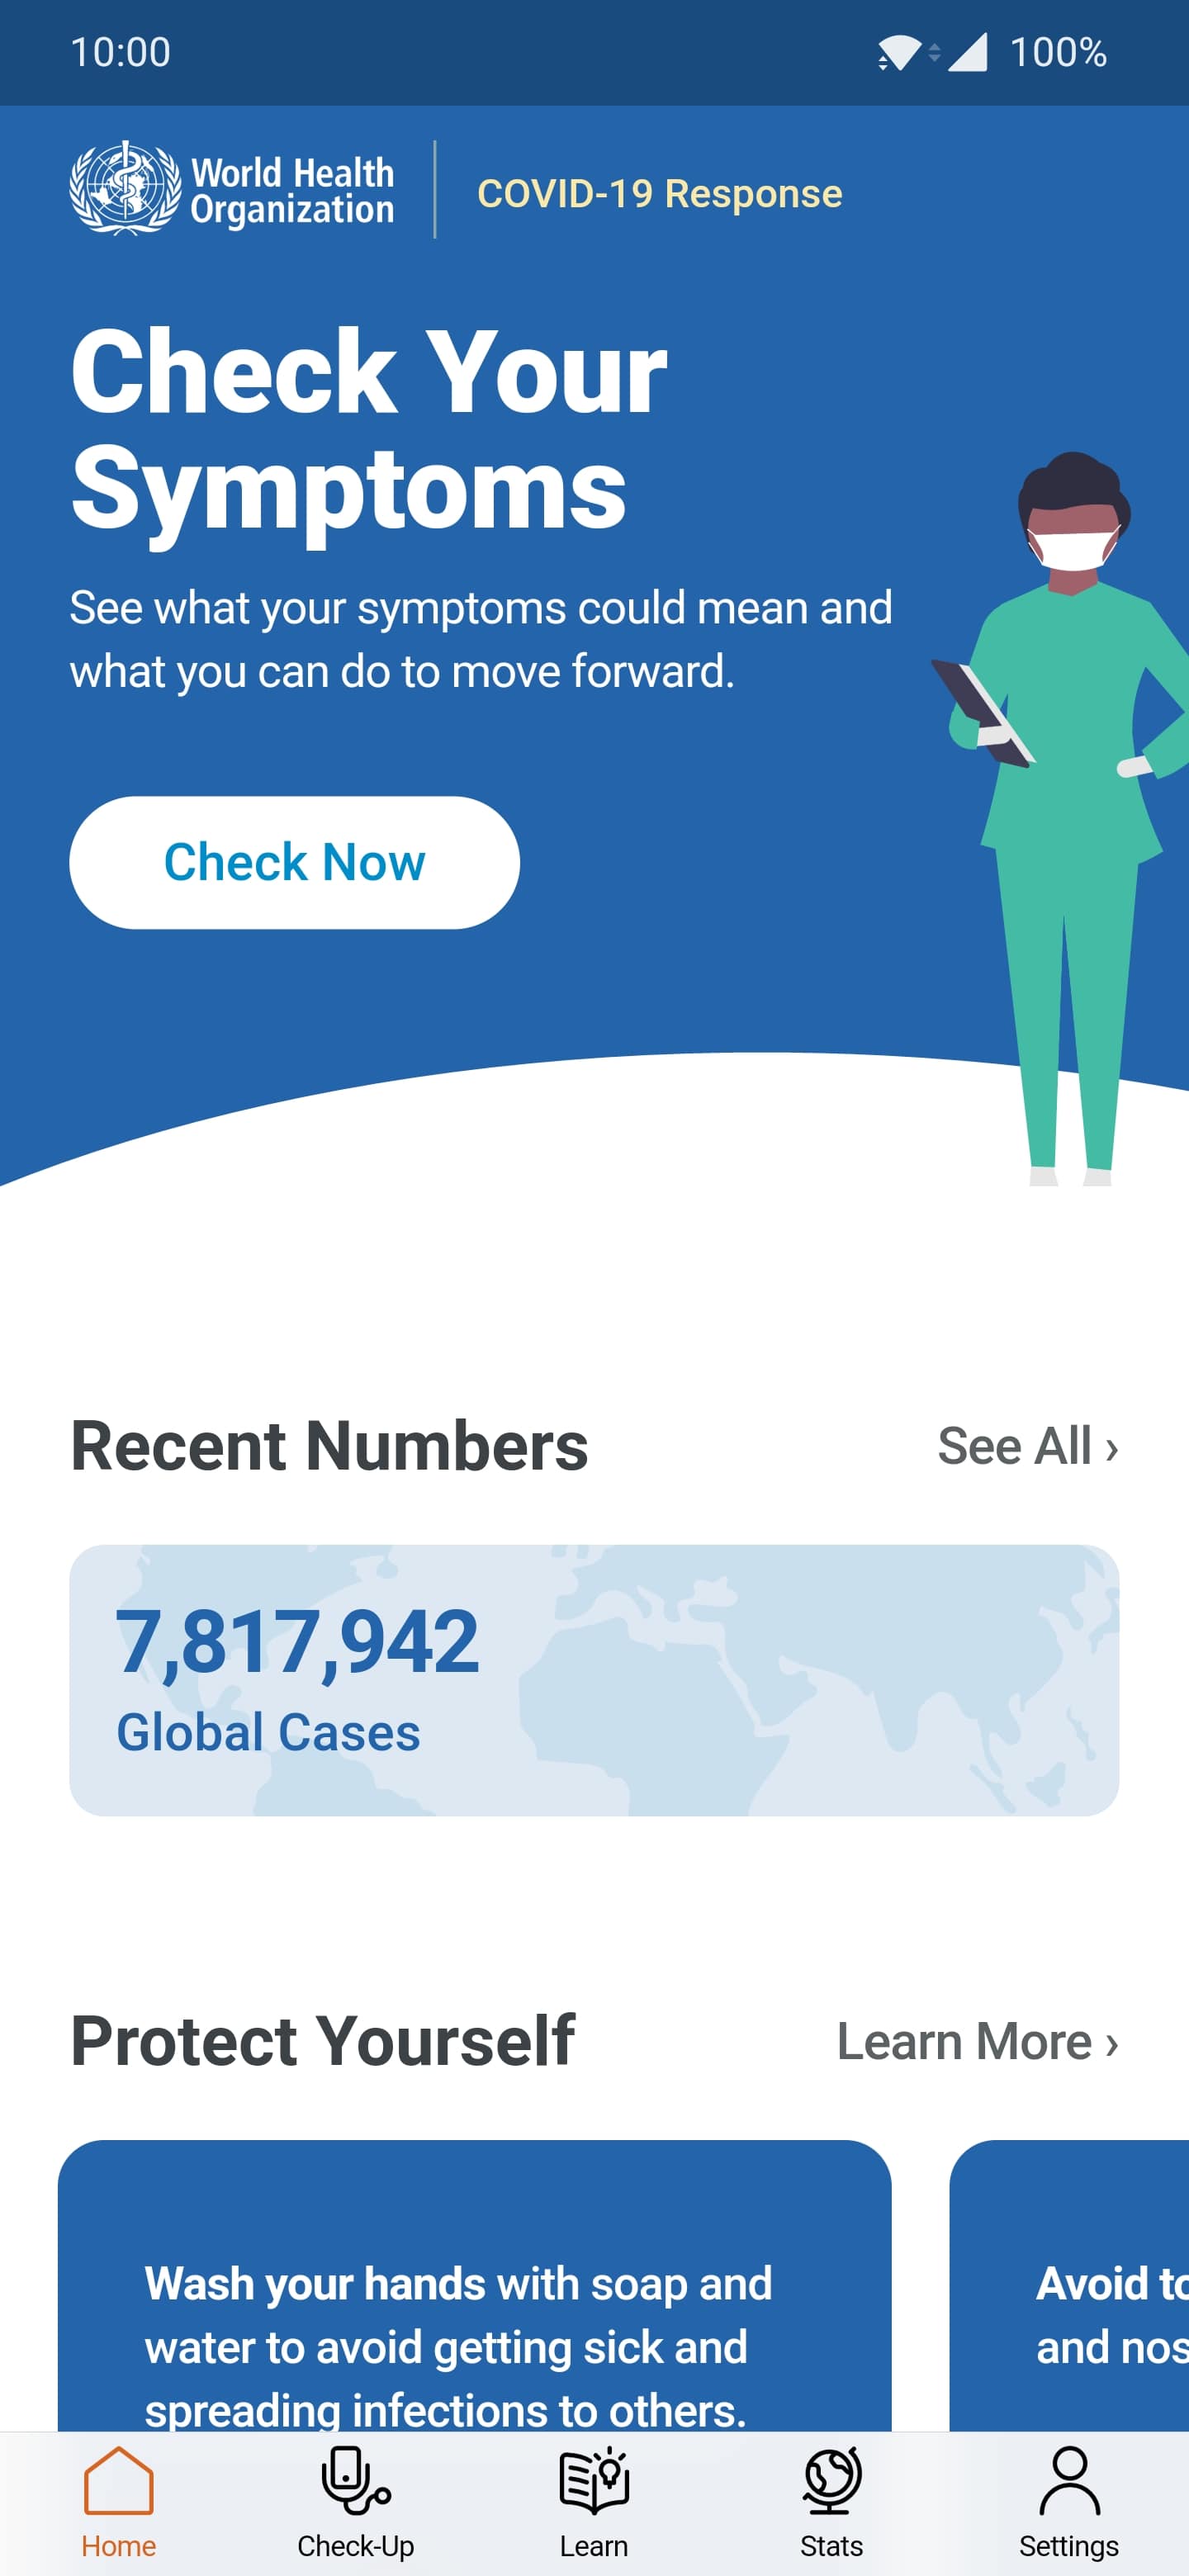 10:00
100%
World Health
Organization
COVID-19 Response
Check Your
Symptoms
See what your symptoms could mean and
what you can do to move forward.
Check Now
Recent Numbers
See All ›
7,817,942
Global Cases
Protect Yourself
Learn More ›
Wash your hands with soap and
water to avoid getting sick and
spreading infections to others.
Avoid to
and nos
Home
Check-Up
Learn
Stats
Settings